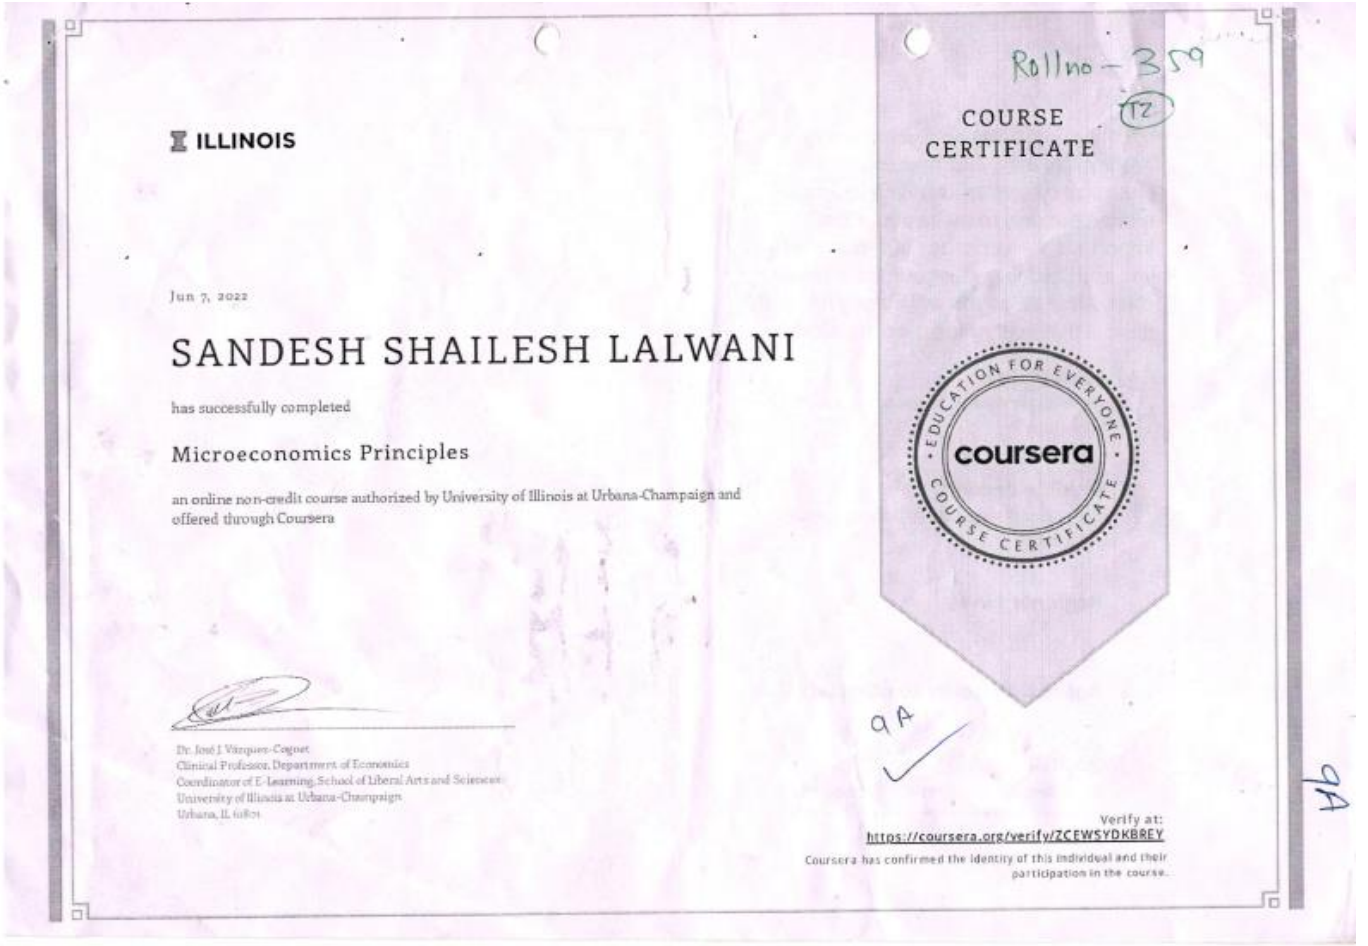 Rollno - 359
T2
COURSE
CERTIFICATE
ILLINOIS
Jun 7, 2022
SANDESH SHAILESH LALWANI
has successfully completed
Microeconomics Principles
an online non-credit course authorized by University of Illinois at Urbana-Champaign and
offered through Coursera
EDUCATION FOR EVERYONE
coursera
COURSE CERTIFICATE
Dr. José J. Vázquez-Cognet
Clinical Professor, Department of Economics
Coordinator of E-Learning, School of Liberal Arts and Sciences
University of Illinois at Urbana-Champaign
Urbana, IL 61801
9A
9A
Verify at:
https://coursera.org/verify/ZCEWSYDKBREY
Coursera has confirmed the identity of this individual and their
participation in the course.